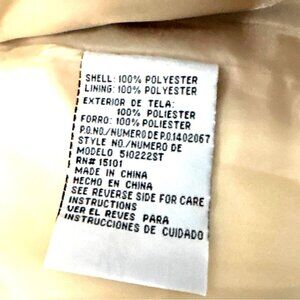 SHELL: 100% POLYESTER
LINING: 100% POLYESTER
EXTERIOR DE TELA:
100% POLIESTER
FORRO: 100% POLIESTER
P.O.NO./NUMERO DE P.O.1402067
STYLE NO./NUMERO DE
MODELO 510222ST
RN# 15101
MADE IN CHINA
HECHO EN CHINA
SEE REVERSE SIDE FOR CARE
INSTRUCTIONS
VER EL REVES PARA
INSTRUCCIONES DE CUIDADO